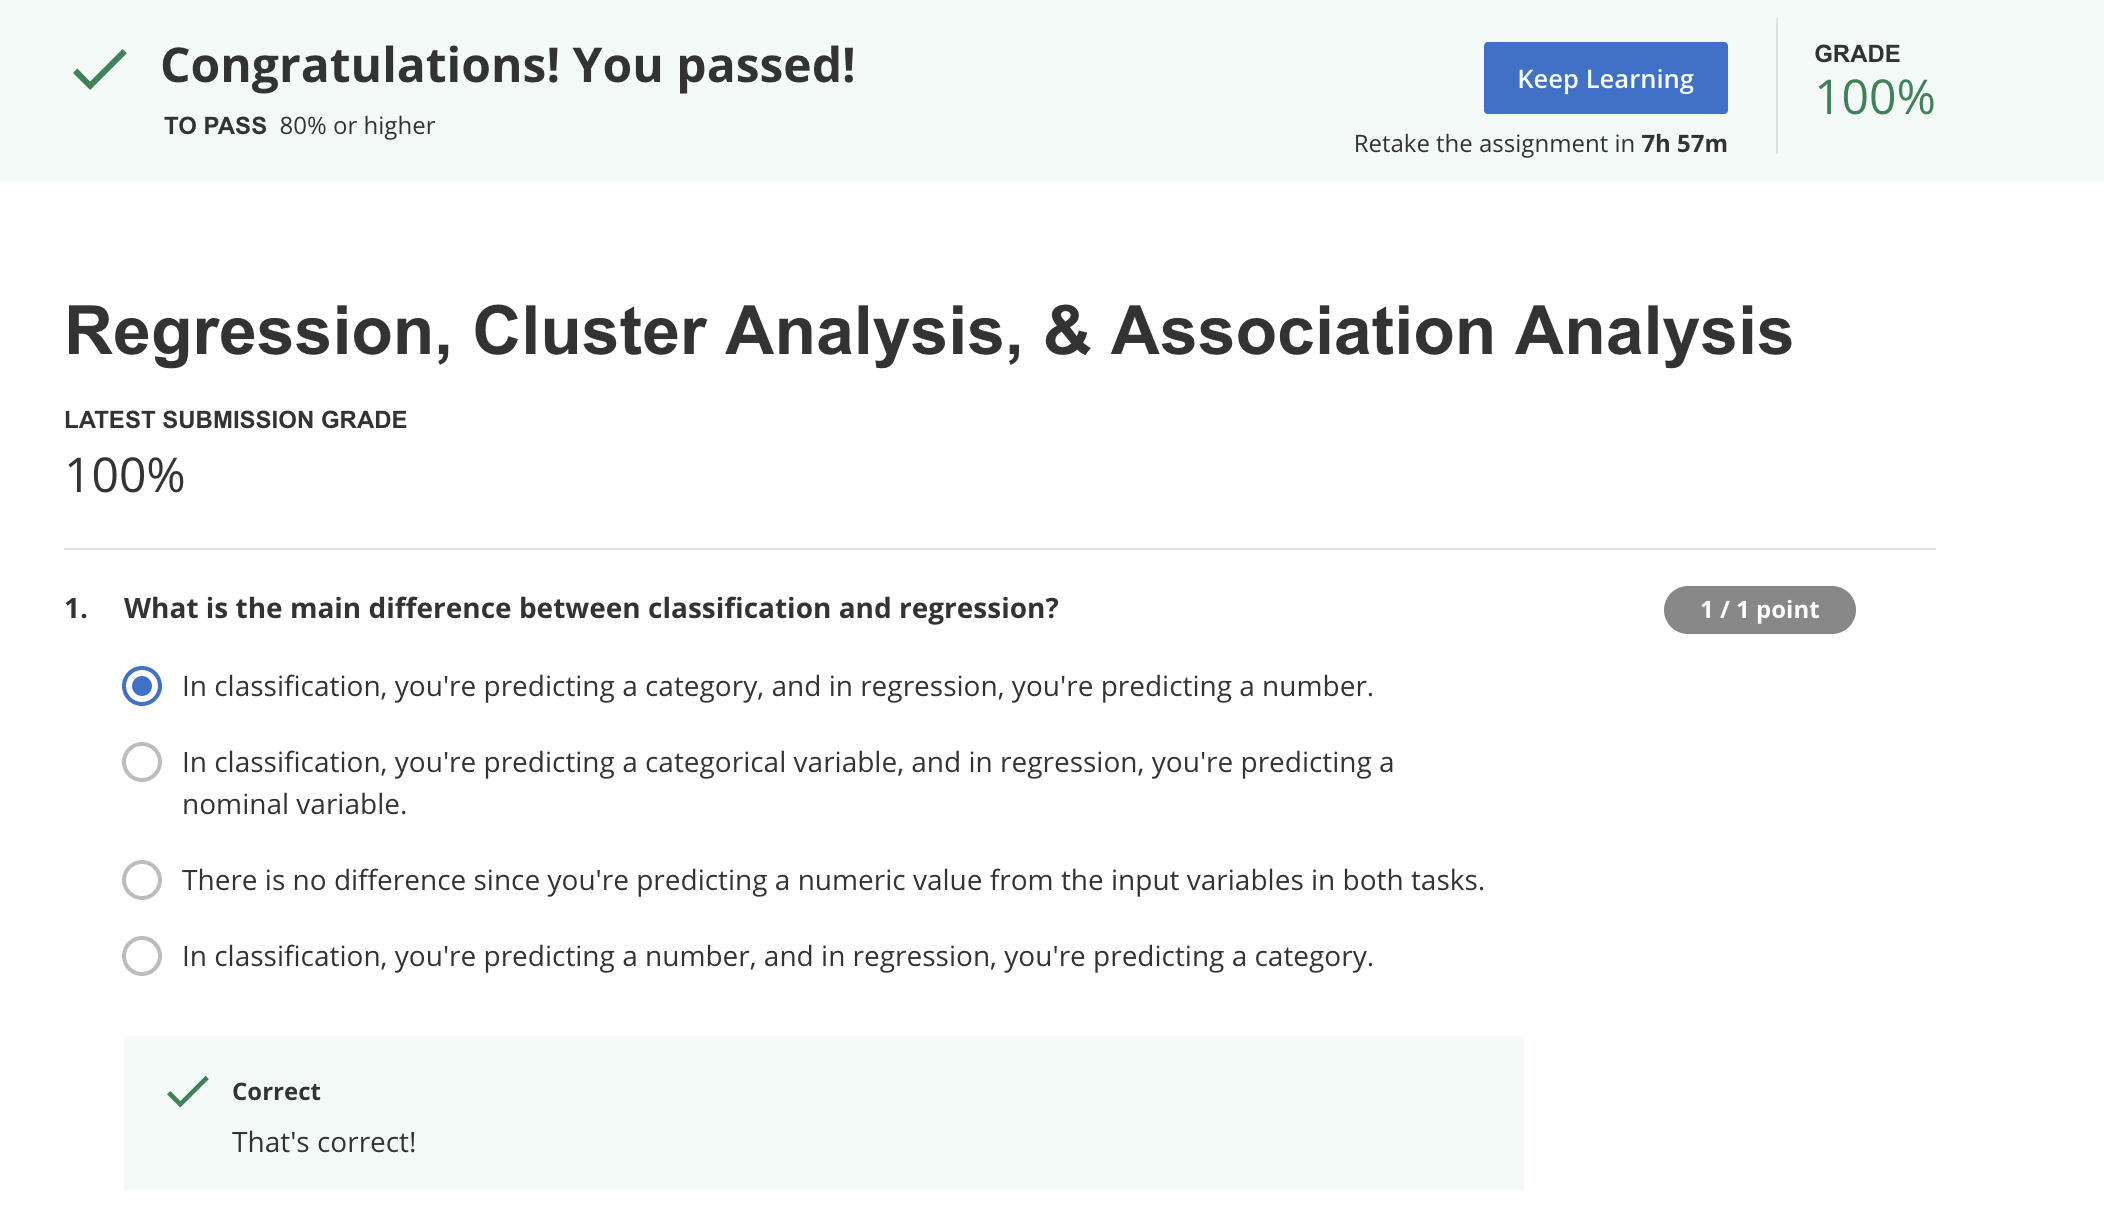 Congratulations! You passed!
TO PASS 80% or higher
Keep Learning
Retake the assignment in 7h 57m
GRADE
100%
Regression, Cluster Analysis, & Association Analysis
LATEST SUBMISSION GRADE
100%
1. What is the main difference between classification and regression?
1 / 1 point
In classification, you're predicting a category, and in regression, you're predicting a number.
In classification, you're predicting a categorical variable, and in regression, you're predicting a
nominal variable.
There is no difference since you're predicting a numeric value from the input variables in both tasks.
In classification, you're predicting a number, and in regression, you're predicting a category.
Correct
That's correct!